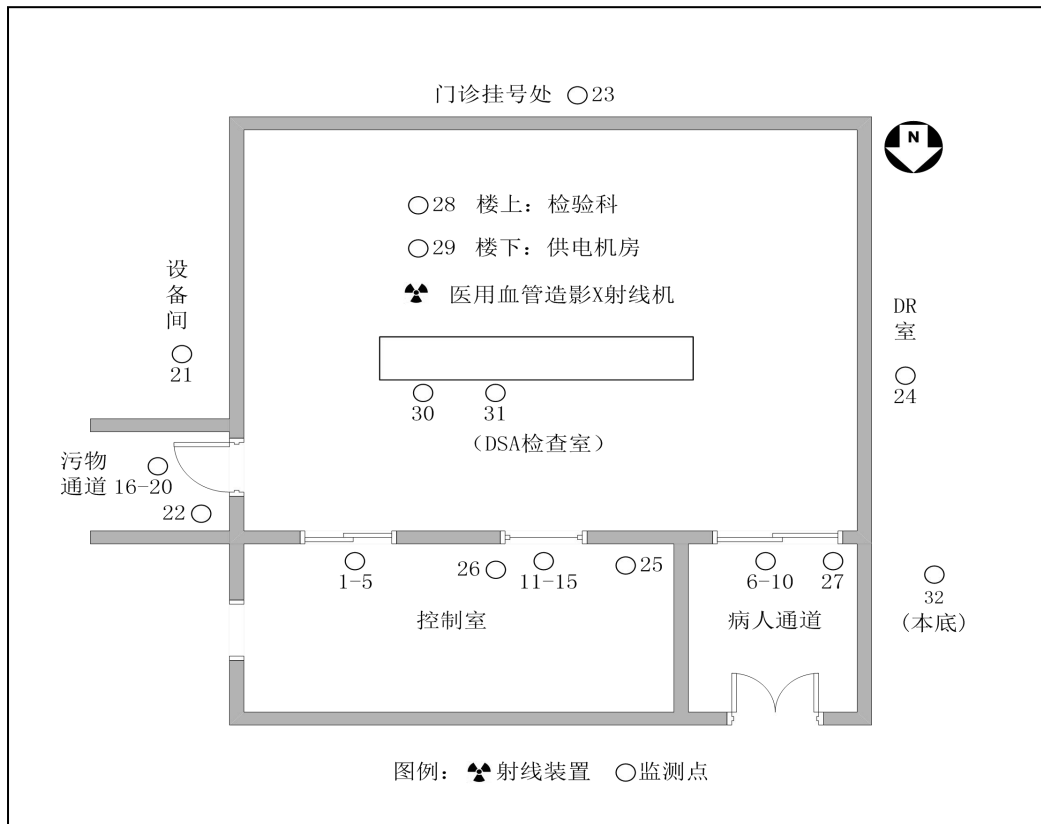 门诊挂号处 23
N
28 楼上：检验科
29 楼下：供电机房
医用血管造影X射线机
设备间
21
DR室
24
30
31
（DSA检查室）
污物
通道 16-20
22
1-5
26
11-15
25
6-10
27
32
（本底）
控制室
病人通道
图例： 射线装置 监测点